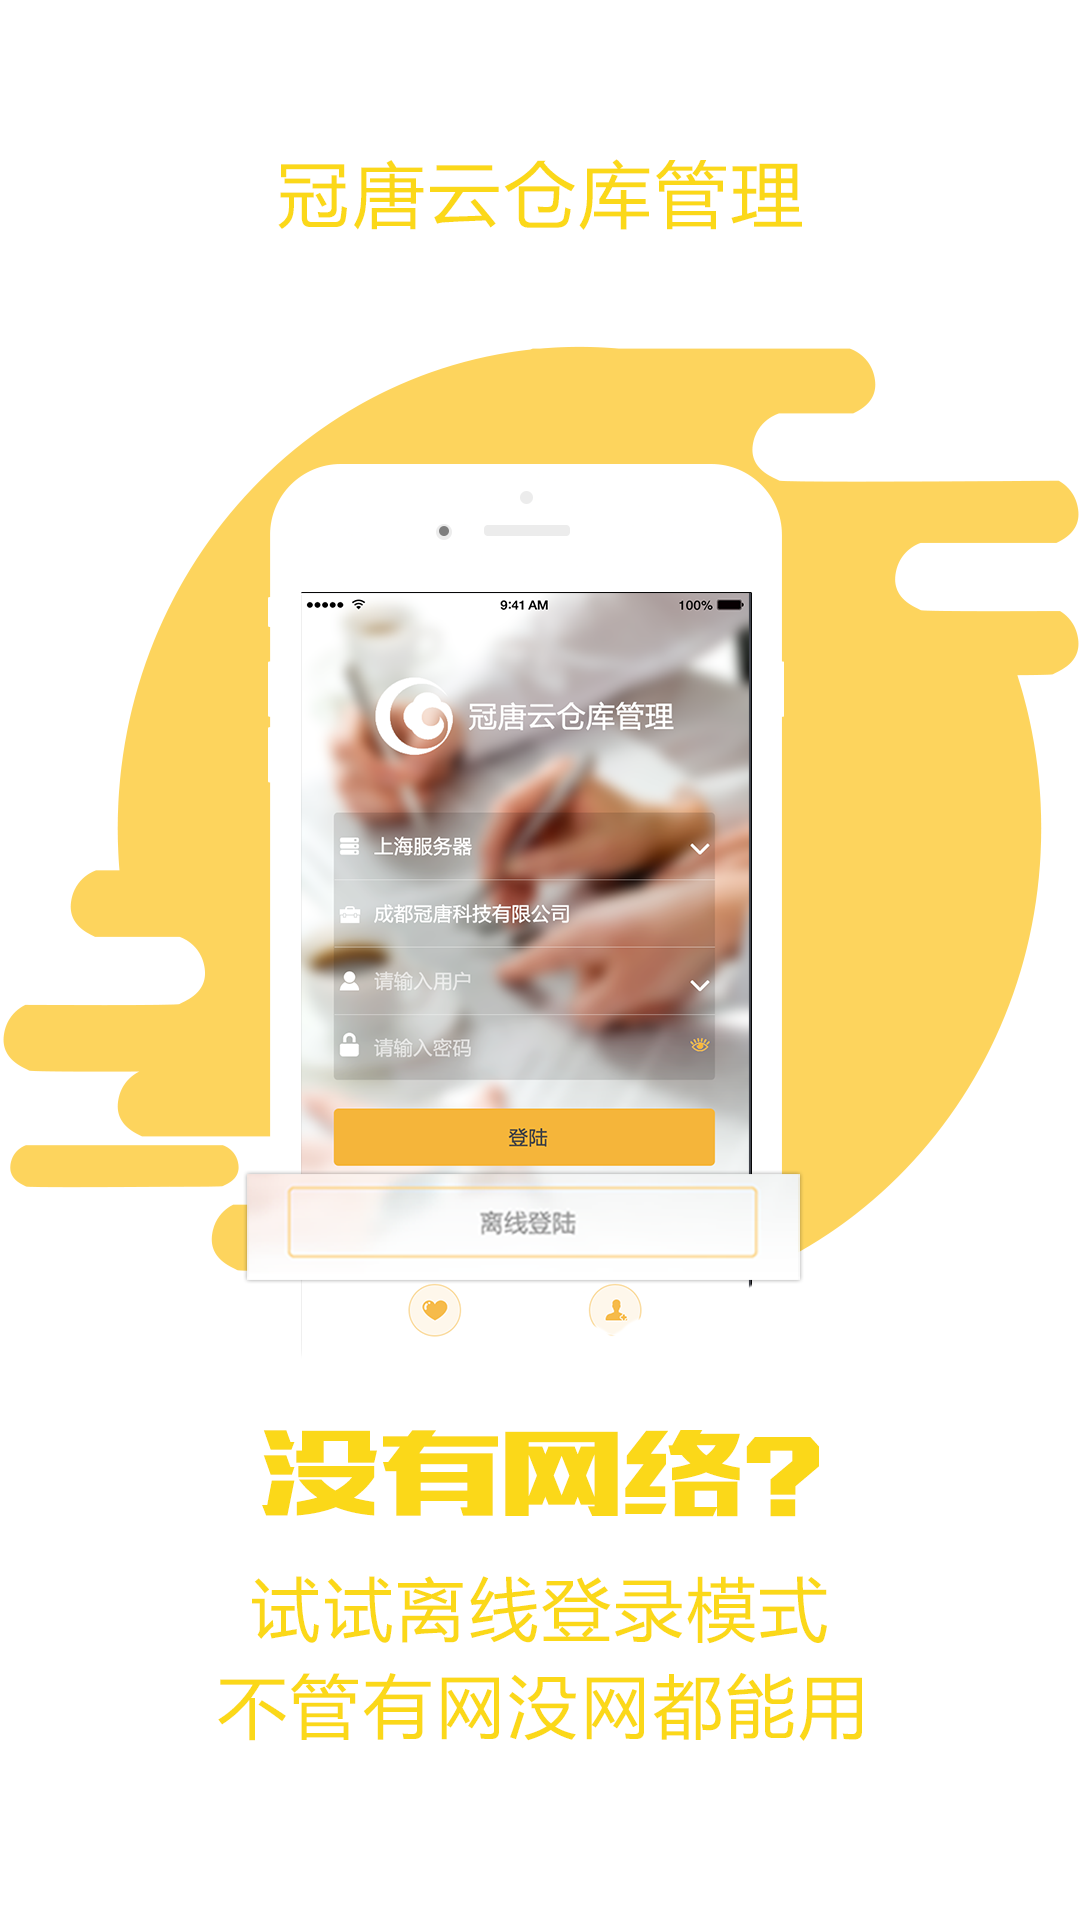 冠唐云仓库管理
9:41 AM
100%
冠唐云仓库管理
上海服务器
成都冠唐科技有限公司
请输入用户
请输入密码
登陆
离线登陆
没有网络?
试试离线登录模式
不管有网没网都能用